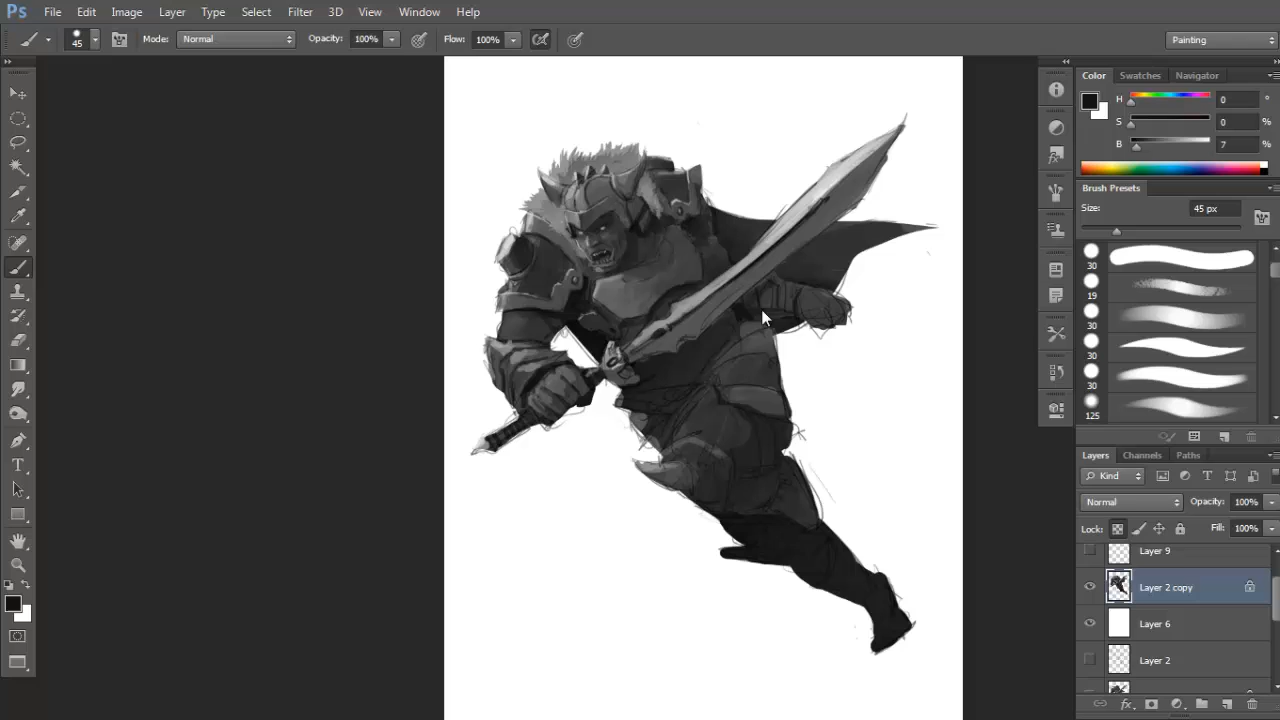 Ps File Edit Image Layer Type Select Filter 3D View Window Help
45 Mode: Normal Opacity: 100% Flow: 100% Painting
Color Swatches Navigator
H 0 °
S 0 %
B 7 %
Brush Presets
Size: 45 px
30
19
30
30
30
125
Layers Channels Paths
Kind
Normal Opacity: 100%
Lock: Fill: 100%
Layer 9
Layer 2 copy
Layer 6
Layer 2